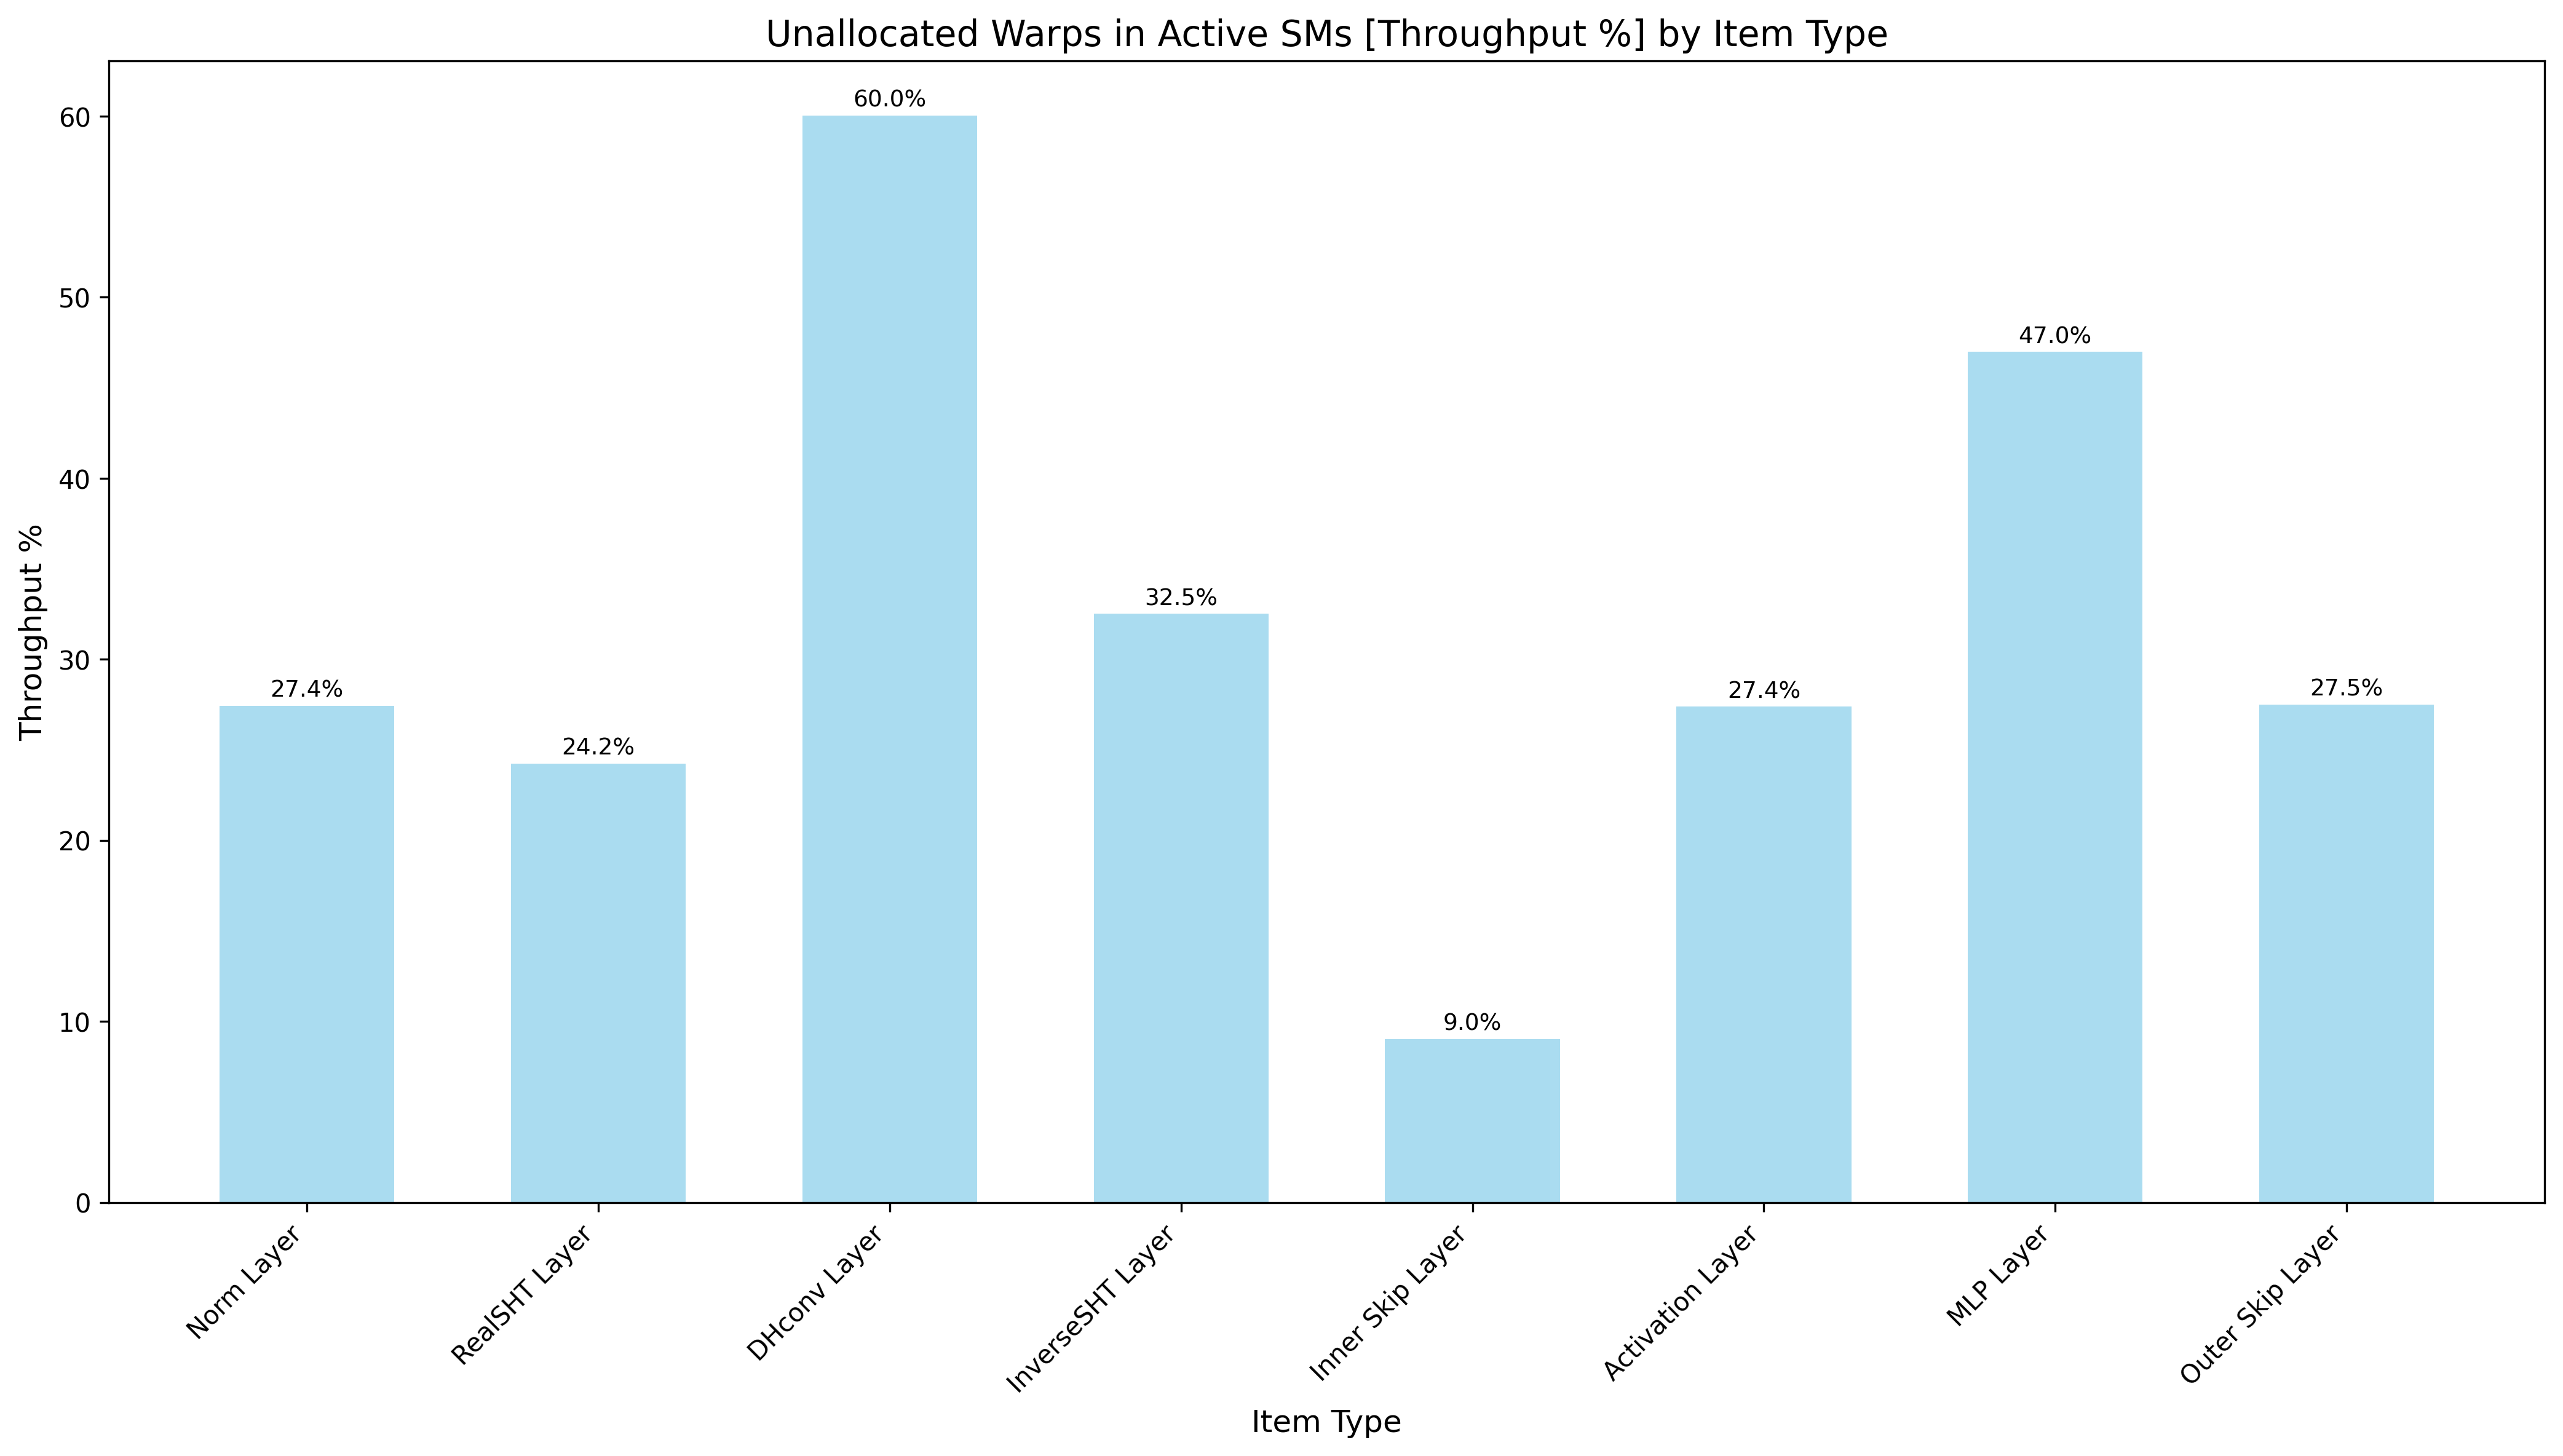 Unallocated Warps in Active SMs [Throughput %] by Item Type
Throughput %
60
50
40
30
20
10
0
27.4%
24.2%
60.0%
32.5%
9.0%
27.4%
47.0%
27.5%
Norm Layer
RealSHT Layer
DHconv Layer
InverseSHT Layer
Inner Skip Layer
Activation Layer
MLP Layer
Outer Skip Layer
Item Type